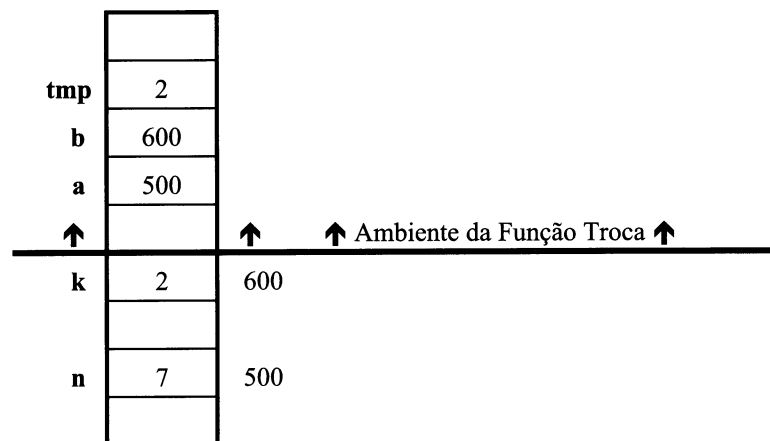 tmp 2
b 600
a 500
↑ ↑ ↑ Ambiente da Função Troca ↑
k 2 600
n 7 500